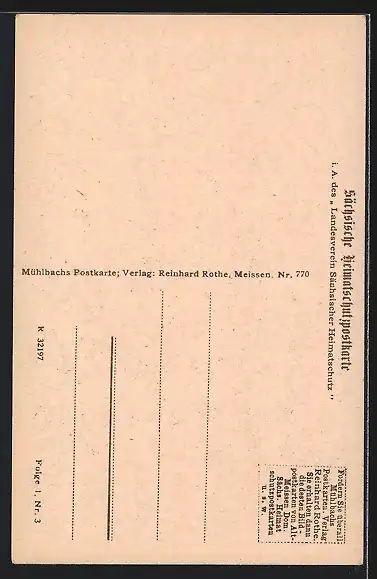 Sächsische Heimatschutzpostkarte
i. A. des „Landesverein Sächsischer Heimatschutz"
Fordern Sie überall
Mühlbachs
Postkarten. Verlag
Reinhard Rothe.
Sie erhalten dann
die besten Bild-
postkarten von Alt-
Meissen, Dom,
Sächs. Heimat
schutzpostkarten
u. s. w.
Mühlbachs Postkarte; Verlag: Reinhard Rothe, Meissen. Nr. 770
K 32197
Folge 1, Nr. 3